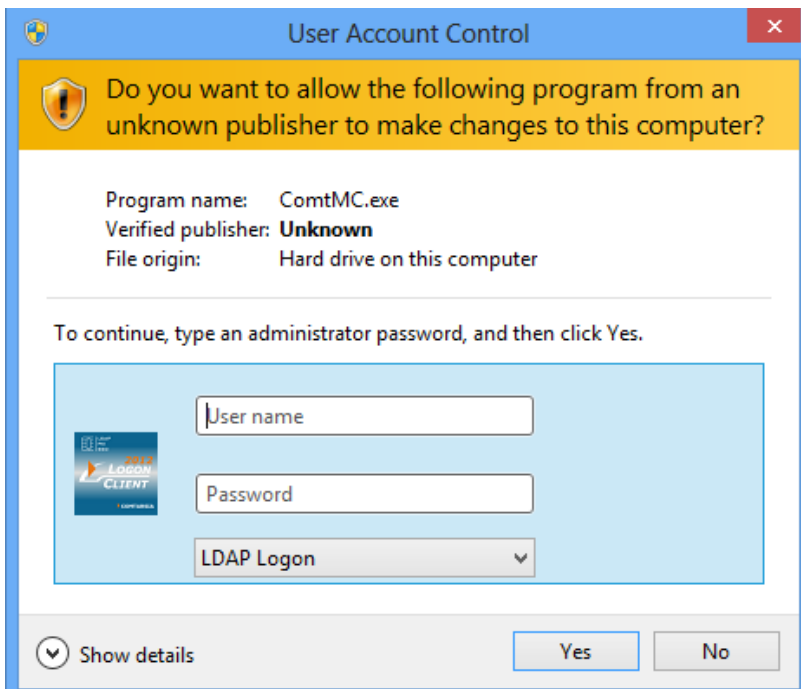 User Account Control
Do you want to allow the following program from an
unknown publisher to make changes to this computer?
Program name: ComtMC.exe
Verified publisher: Unknown
File origin: Hard drive on this computer
To continue, type an administrator password, and then click Yes.
User name
LOGON
CLIENT
Password
LDAP Logon
Show details
Yes
No